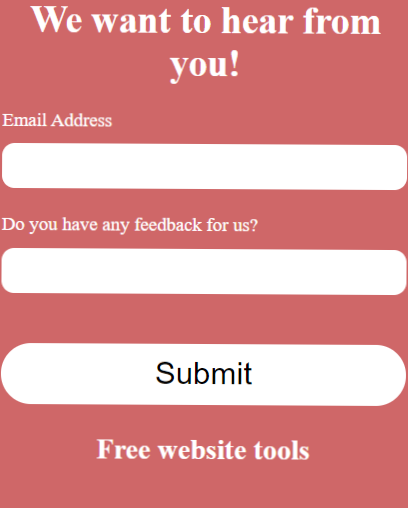 We want to hear from
you!
Email Address
Do you have any feedback for us?
Submit
Free website tools